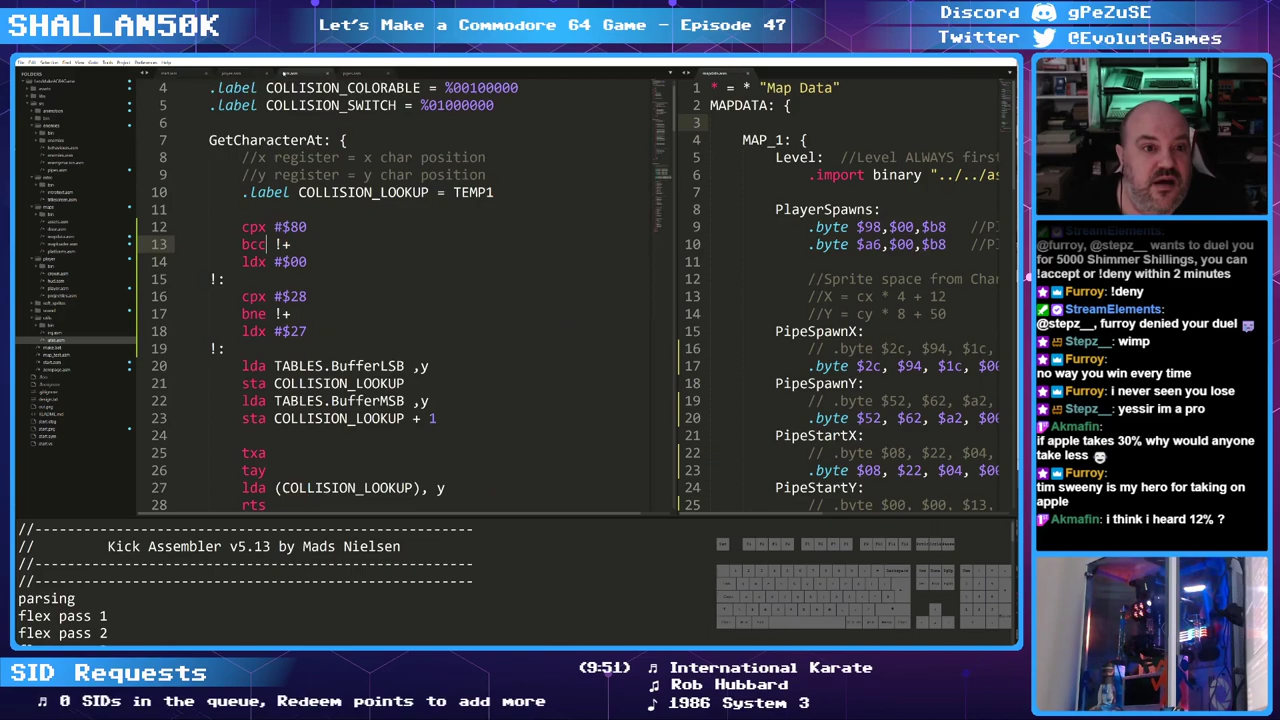 SHALLAN50K
Let's Make a Commodore 64 Game - Episode 47
Discord gPeZuSE
Twitter @EvoluteGames
4 .label COLLISION_COLORABLE = %00100000
5 .label COLLISION_SWITCH = %01000000
6
7 GetCharacterAt: {
8 //x register = x char position
9 //y register = y char position
10 .label COLLISION_LOOKUP = TEMP1
11
12 cpx #$80
13 bcc !+
14 ldx #$00
15 !:
16 cpx #$28
17 bne !+
18 ldx #$27
19 !:
20 lda TABLES.BufferLSB ,y
21 sta COLLISION_LOOKUP
22 lda TABLES.BufferMSB ,y
23 sta COLLISION_LOOKUP + 1
24
25 txa
26 tay
27 lda (COLLISION_LOOKUP), y
28 rts
1 * = * "Map Data"
2 MAPDATA: {
3
4 MAP_1: {
5 Level: //Level ALWAYS first
6 .import binary "../../as
7
8 PlayerSpawns:
9 .byte $98,$00,$b8 //Pl
10 .byte $a6,$00,$b8 //Pl
11
12 //Sprite space from Char
13 //X = cx * 4 + 12
14 //Y = cy * 8 + 50
15 PipeSpawnX:
16 // .byte $2c, $94, $1c,
17 .byte $2c, $94, $1c, $00
18 PipeSpawnY:
19 // .byte $52, $62, $a2,
20 .byte $52, $62, $a2, $00
21 PipeStartX:
22 // .byte $08, $22, $04,
23 .byte $08, $22, $04, $00
24 PipeStartY:
25 // .byte $00, $00, $13,
//--------------------------------------------------
// Kick Assembler v5.13 by Mads Nielsen
//--------------------------------------------------
//--------------------------------------------------
parsing
flex pass 1
flex pass 2
StreamElements:
@furroy, @stepz__ wants to duel you
for 5000 Shimmer Shillings, you can
!accept or !deny within 2 minutes
Furroy: !deny
StreamElements:
@stepz__, furroy denied your duel
Stepz__: wimp
Furroy:
no way you win every time
Furroy: i never seen you lose
Stepz__: yessir im a pro
Akmafin:
if apple takes 30% why would anyone
take less
Furroy:
tim sweeny is my hero for taking on
apple
Akmafin: i think i heard 12% ?
SID Requests
0 SIDs in the queue, Redeem points to add more
(9:51) International Karate
Rob Hubbard
1986 System 3